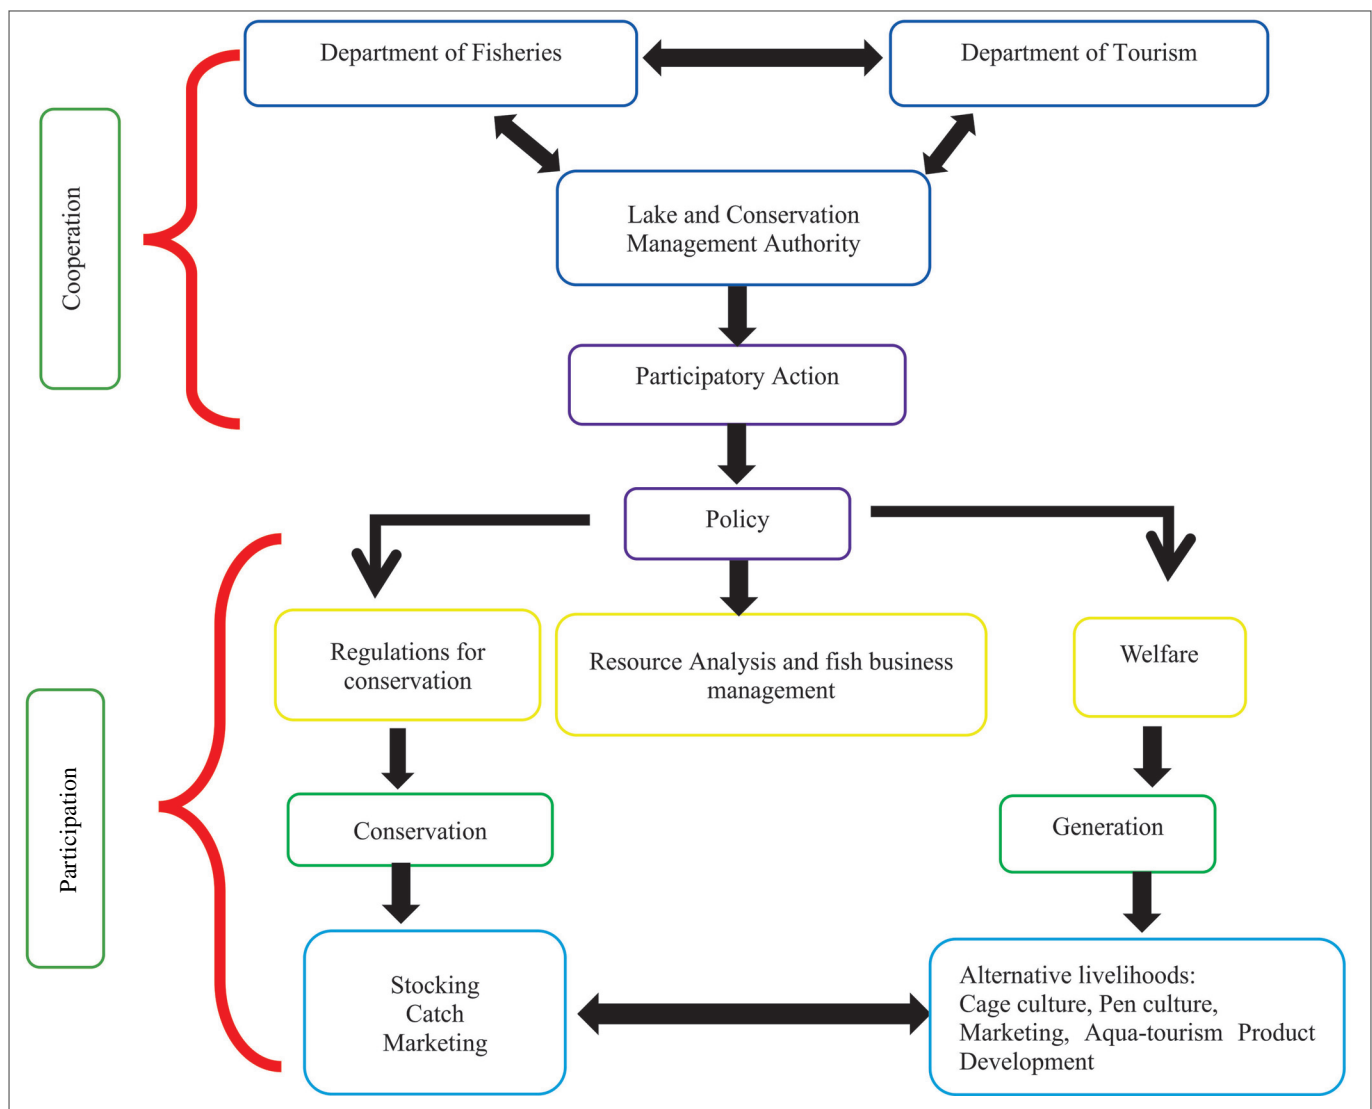 Department of Fisheries
Department of Tourism
Cooperation
Lake and Conservation
Management Authority
Participatory Action
Policy
Regulations for
conservation
Resource Analysis and fish business
management
Welfare
Participation
Conservation
Generation
Stocking
Catch
Marketing
Alternative livelihoods:
Cage culture, Pen culture,
Marketing, Aqua-tourism Product
Development